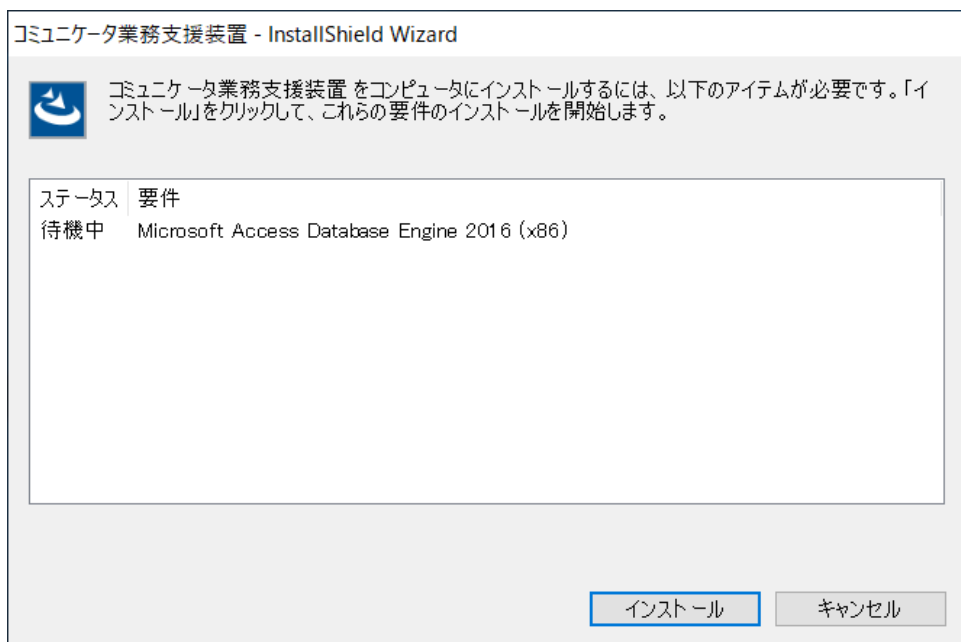 コミュニケータ業務支援装置 - InstallShield Wizard
コミュニケータ業務支援装置 をコンピュータにインストールするには、以下のアイテムが必要です。「イ
ンストール」をクリックして、これらの要件のインストールを開始します。
ステータス 要件
待機中 Microsoft Access Database Engine 2016 (x86)
インストール キャンセル